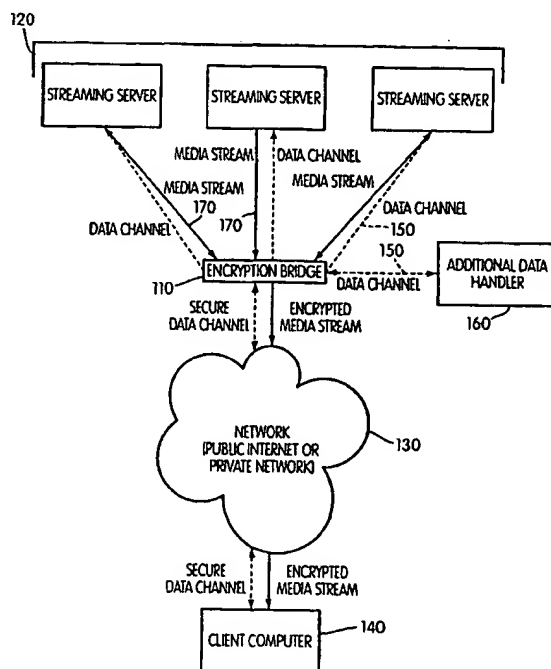 120
STREAMING SERVER
STREAMING SERVER
STREAMING SERVER
MEDIA STREAM
DATA CHANNEL
MEDIA STREAM
MEDIA STREAM
170
170
DATA CHANNEL
DATA CHANNEL
150
150
110
ENCRYPTION BRIDGE
DATA CHANNEL
ADDITIONAL DATA
HANDLER
160
SECURE
DATA CHANNEL
ENCRYPTED
MEDIA STREAM
NETWORK
(PUBLIC INTERNET OR
PRIVATE NETWORK)
130
SECURE
DATA CHANNEL
ENCRYPTED
MEDIA STREAM
CLIENT COMPUTER
140